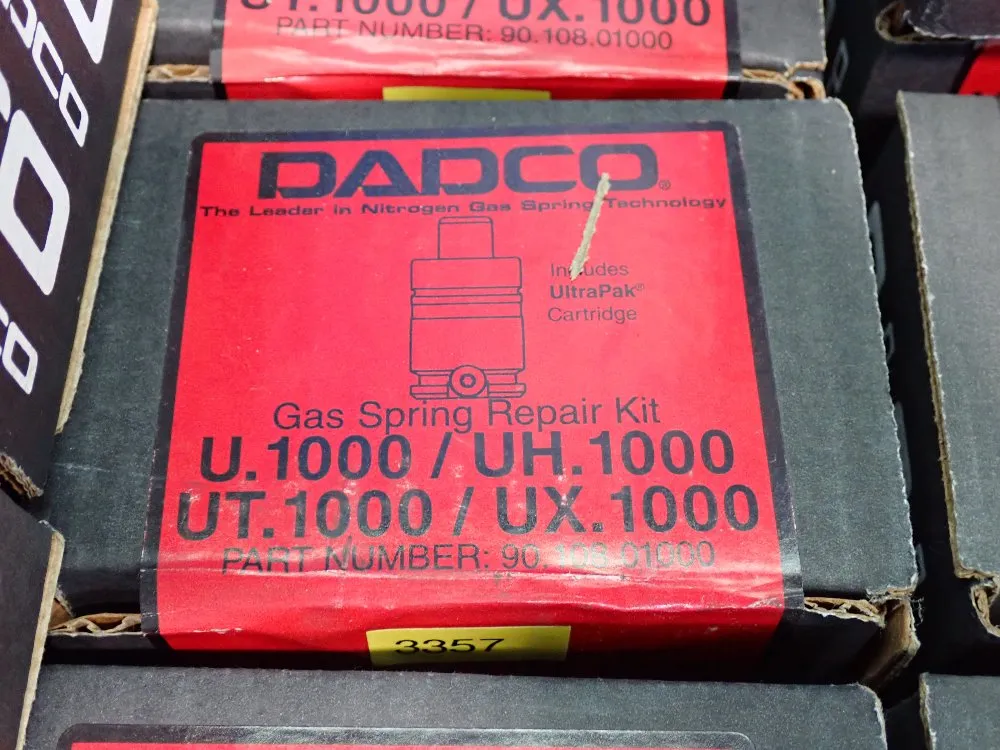 UT.1000 / UX.1000
PART NUMBER: 90.108.01000
DADCO®
The Leader in Nitrogen Gas Spring Technology
Includes
UltraPak®
Cartridge
Gas Spring Repair Kit
U.1000 / UH.1000
UT.1000 / UX.1000
PART NUMBER: 90.108.01000
3357